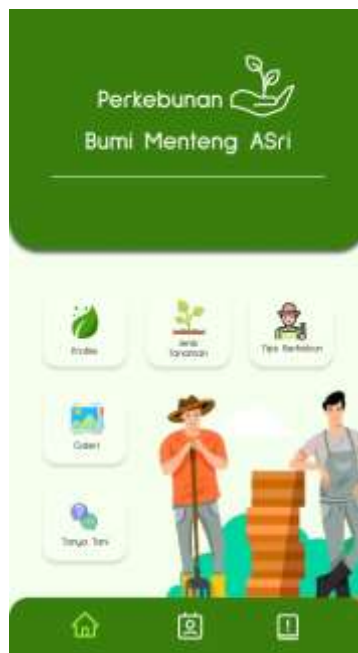 Perkebunan
Bumi Menteng ASri
Profile
Jenis
Tanaman
Tips Berkebun
Galeri
Tanya Tani